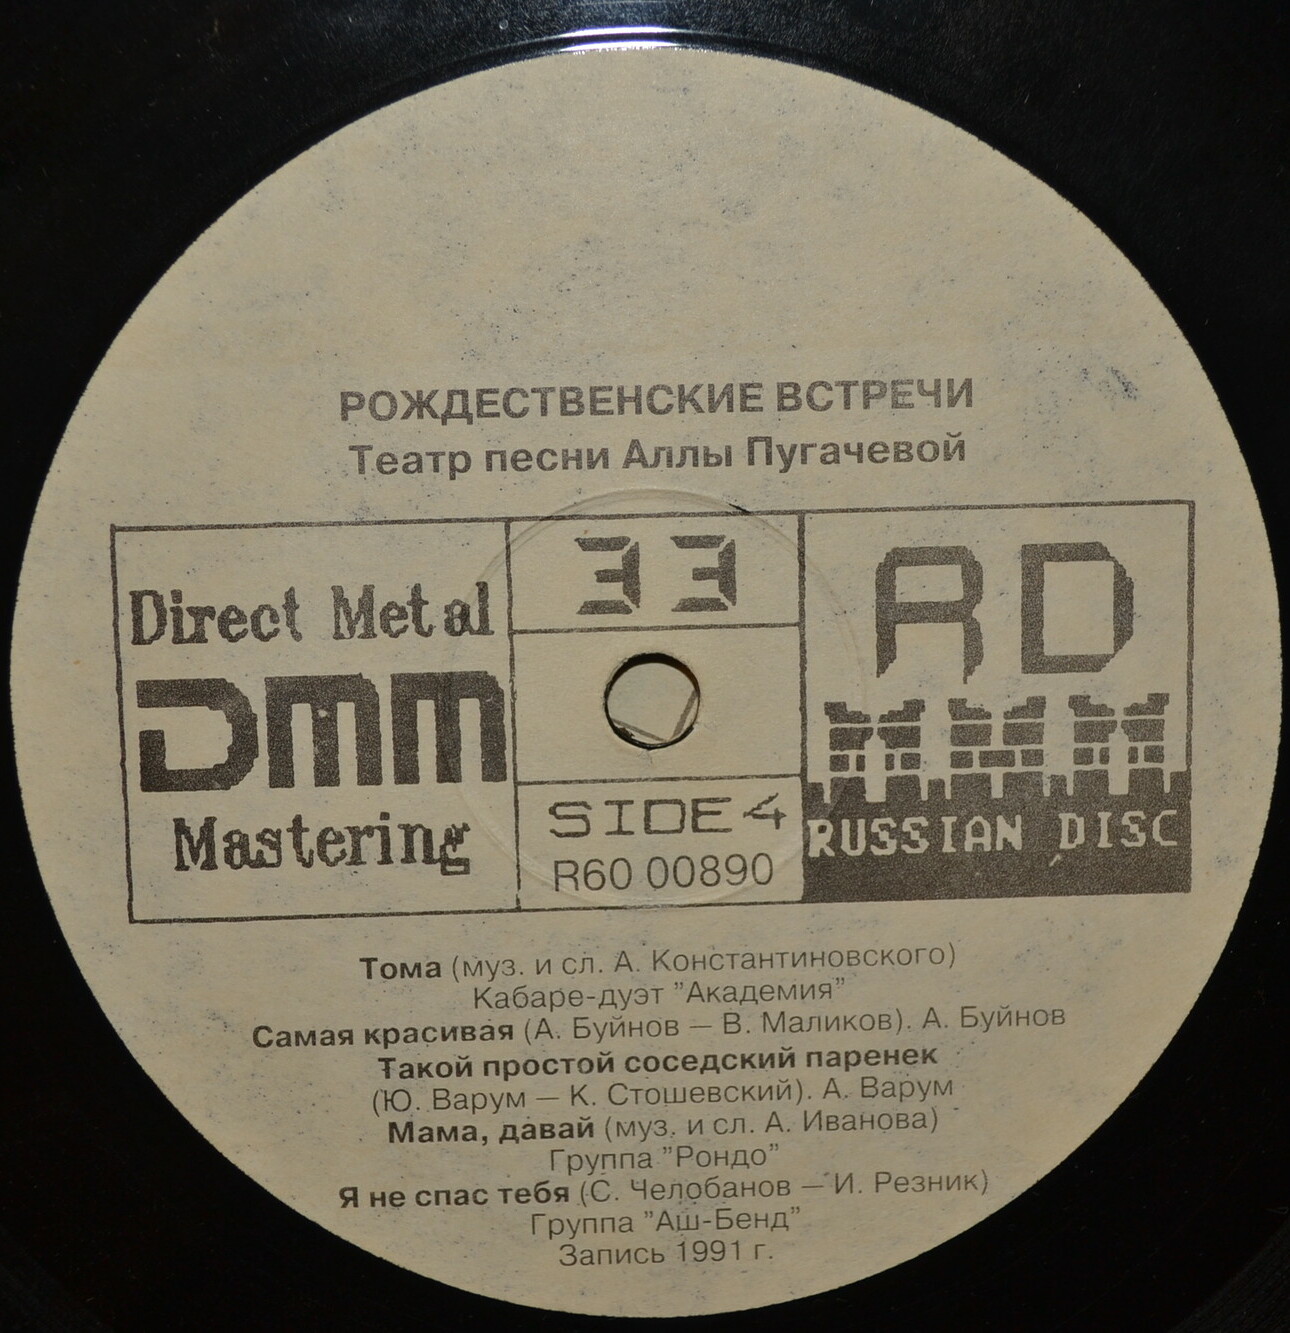 РОЖДЕСТВЕНСКИЕ ВСТРЕЧИ
Театр песни Аллы Пугачевой
Direct Metal
DMM
Mastering
33
SIDE 4
R60 00890
RD
RUSSIAN DISC
Тома (муз. и сл. А. Константиновского)
Кабаре-дуэт "Академия"
Самая красивая (А. Буйнов — В. Маликов). А. Буйнов
Такой простой соседский паренек
(Ю. Варум — К. Стошевский). А. Варум
Мама, давай (муз. и сл. А. Иванова)
Группа "Рондо"
Я не спас тебя (С. Челобанов — И. Резник)
Группа "Аш-Бенд"
Запись 1991 г.